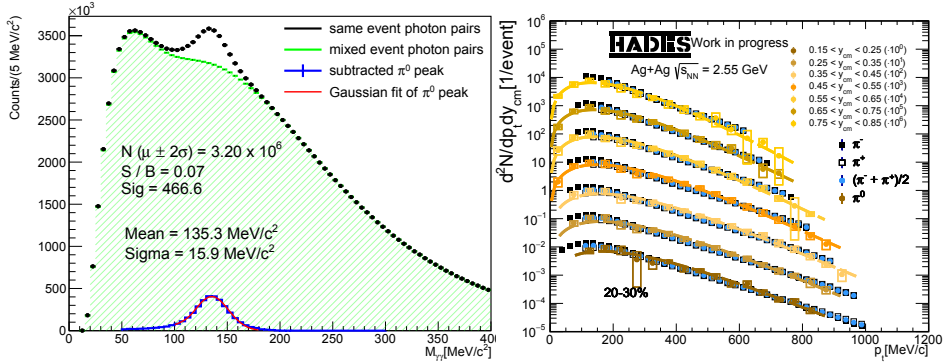 ×10³
3500
3000
2500
2000
1500
1000
500
0
Counts/(5 MeV/c²)
same event photon pairs
mixed event photon pairs
subtracted π⁰ peak
Gaussian fit of π⁰ peak
N (μ ± 2σ) = 3.20 x 10⁶
S / B = 0.07
Sig = 466.6
Mean = 135.3 MeV/c²
Sigma = 15.9 MeV/c²
0 50 100 150 200 250 300 350 400
M_γγ[MeV/c²]
10²
10
1
10⁻¹
10⁻²
10⁻³
10⁻⁴
10⁻⁵
d²N/dp_tdy_cm[1/event]
HADES Work in progress
Ag+Ag √s_NN = 2.55 GeV
0.15 < y_cm < 0.25 (·10⁰)
0.25 < y_cm < 0.35 (·10¹)
0.35 < y_cm < 0.45 (·10²)
0.45 < y_cm < 0.55 (·10³)
0.55 < y_cm < 0.65 (·10⁴)
0.65 < y_cm < 0.75 (·10⁵)
0.75 < y_cm < 0.85 (·10⁶)
π⁻
π⁺
(π⁻ + π⁺)/2
π⁰
20-30%
0 200 400 600 800 1000 1200
p_t[MeV/c]